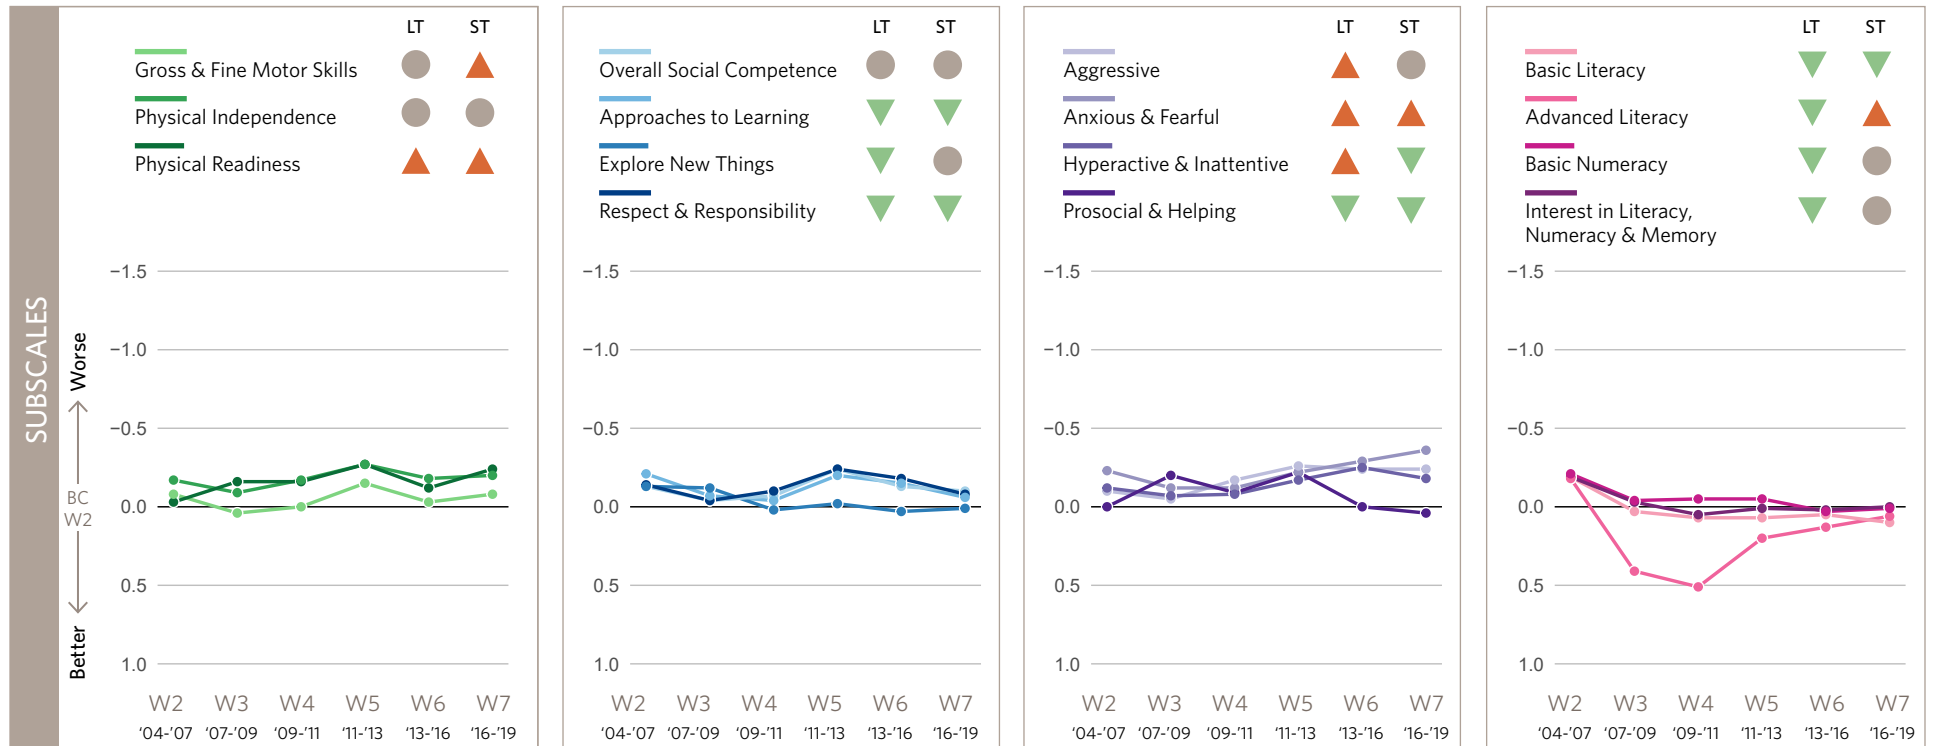 SUBSCALES
Worse
BC
W2
Better
LT ST
Gross & Fine Motor Skills
Physical Independence
Physical Readiness
−1.5
−1.0
−0.5
0.0
0.5
1.0
W2 W3 W4 W5 W6 W7
‘04-’07 ‘07-’09 ‘09-’11 ‘11-’13 ‘13-’16 ‘16-’19
LT ST
Overall Social Competence
Approaches to Learning
Explore New Things
Respect & Responsibility
−1.5
−1.0
−0.5
0.0
0.5
1.0
W2 W3 W4 W5 W6 W7
‘04-’07 ‘07-’09 ‘09-’11 ‘11-’13 ‘13-’16 ‘16-’19
LT ST
Aggressive
Anxious & Fearful
Hyperactive & Inattentive
Prosocial & Helping
−1.5
−1.0
−0.5
0.0
0.5
1.0
W2 W3 W4 W5 W6 W7
‘04-’07 ‘07-’09 ‘09-’11 ‘11-’13 ‘13-’16 ‘16-’19
LT ST
Basic Literacy
Advanced Literacy
Basic Numeracy
Interest in Literacy,
Numeracy & Memory
−1.5
−1.0
−0.5
0.0
0.5
1.0
W2 W3 W4 W5 W6 W7
‘04-’07 ‘07-’09 ‘09-’11 ‘11-’13 ‘13-’16 ‘16-’19